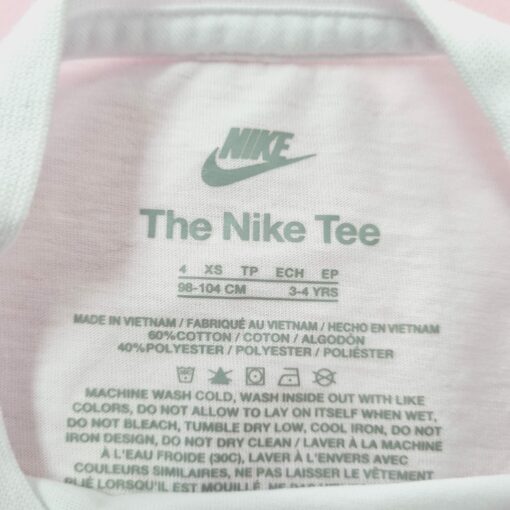 NIKE
The Nike Tee
4 XS TP ECH EP
98-104 CM 3-4 YRS
MADE IN VIETNAM / FABRIQUÉ AU VIETNAM / HECHO EN VIETNAM
60%COTTON / COTON / ALGODÓN
40%POLYESTER / POLYESTER / POLIÉSTER
MACHINE WASH COLD, WASH INSIDE OUT WITH LIKE
COLORS, DO NOT ALLOW TO LAY ON ITSELF WHEN WET,
DO NOT BLEACH, TUMBLE DRY LOW, COOL IRON, DO NOT
IRON DESIGN, DO NOT DRY CLEAN / LAVER À LA MACHINE
À L'EAU FROIDE (30C), LAVER À L'ENVERS AVEC
COULEURS SIMILAIRES, NE PAS LAISSER LE VÊTEMENT
PLIÉ LORSQU'IL EST MOUILLÉ, NE PAS